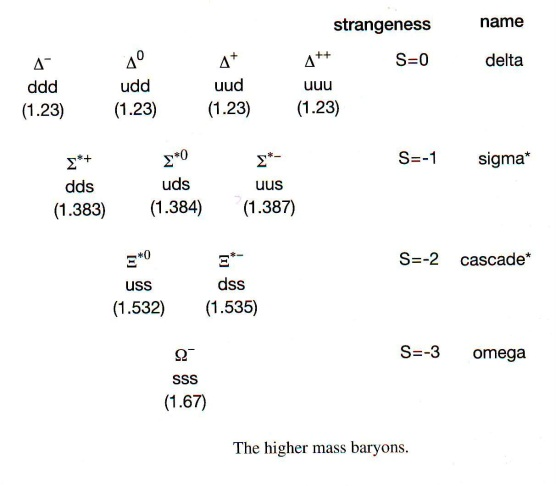 strangeness name
Δ⁻ Δ⁰ Δ⁺ Δ⁺⁺ S=0 delta
ddd udd uud uuu
(1.23) (1.23) (1.23) (1.23)
Σ*⁺ Σ*⁰ Σ*⁻ S=-1 sigma*
dds uds uus
(1.383) (1.384) (1.387)
Ξ*⁰ Ξ*⁻ S=-2 cascade*
uss dss
(1.532) (1.535)
Ω⁻ S=-3 omega
sss
(1.67)
The higher mass baryons.